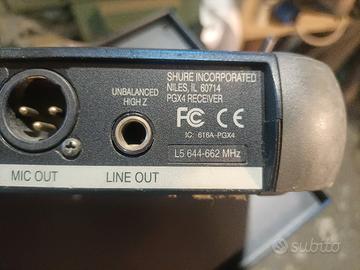 SHURE INCORPORATED
NILES, IL 60714
PGX4 RECEIVER
UNBALANCED
HIGH Z
FC CE
IC: 616A-PGX4
L5 644-662 MHz
MIC OUT
LINE OUT
subito